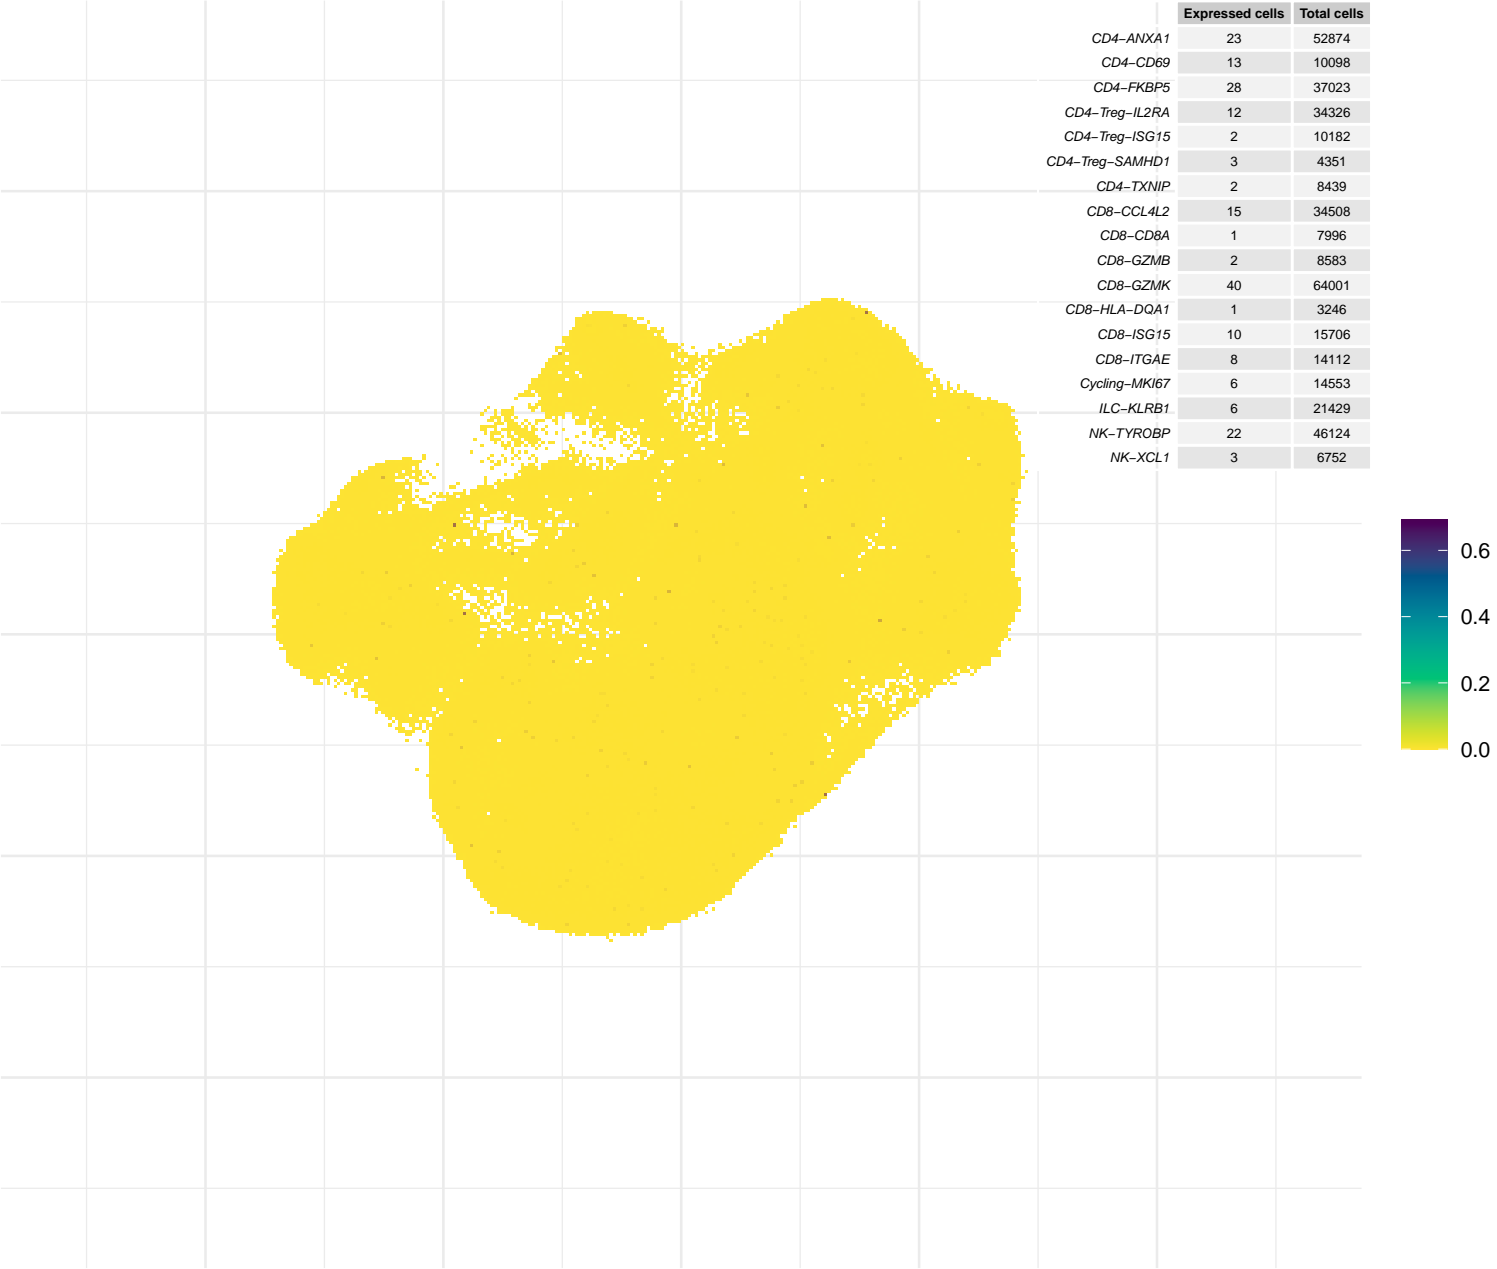 Expressed cells Total cells
CD4−ANXA1 23 52874
CD4−CD69 13 10098
CD4−FKBP5 28 37023
CD4−Treg−IL2RA 12 34326
CD4−Treg−ISG15 2 10182
CD4−Treg−SAMHD1 3 4351
CD4−TXNIP 2 8439
CD8−CCL4L2 15 34508
CD8−CD8A 1 7996
CD8−GZMB 2 8583
CD8−GZMK 40 64001
CD8−HLA−DQA1 1 3246
CD8−ISG15 10 15706
CD8−ITGAE 8 14112
Cycling−MKI67 6 14553
ILC−KLRB1 6 21429
NK−TYROBP 22 46124
NK−XCL1 3 6752
0.6
0.4
0.2
0.0